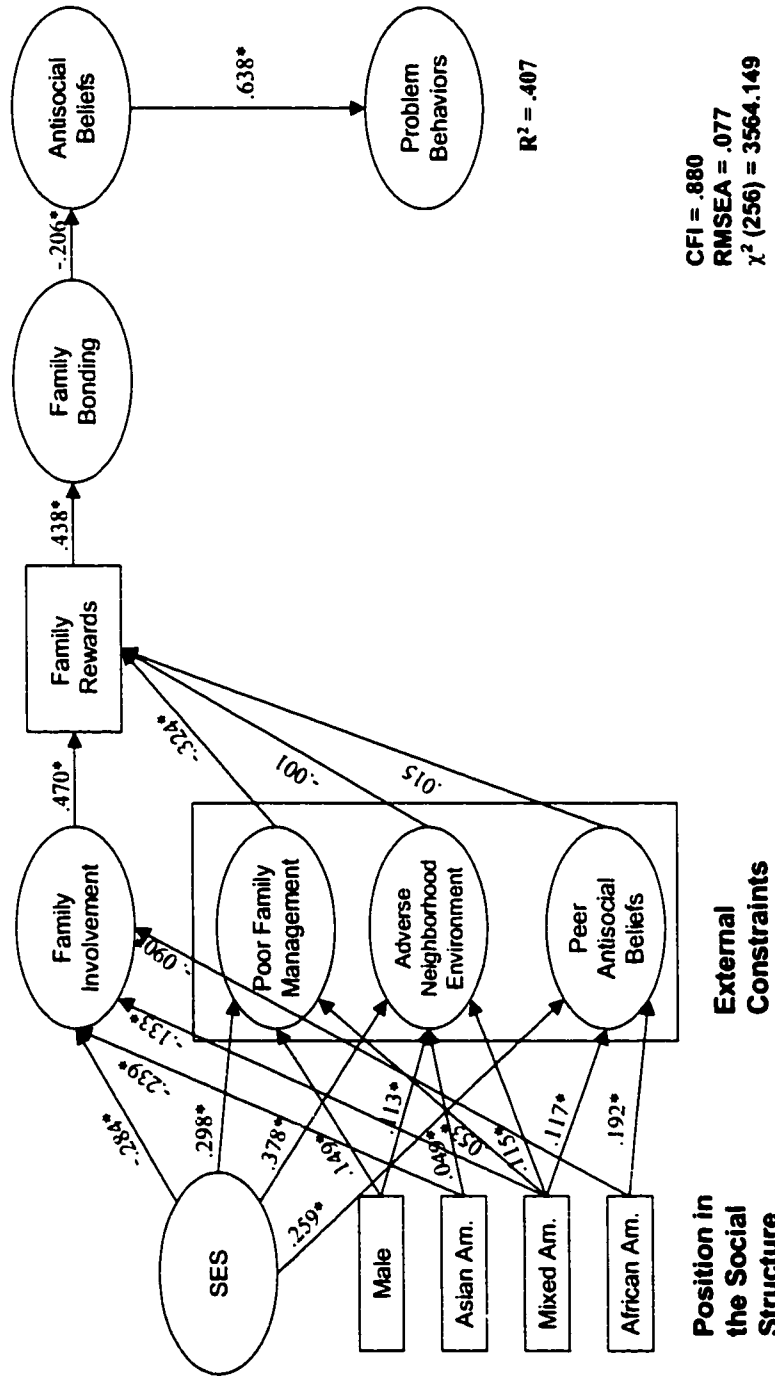 SES
Male
Asian Am.
Mixed Am.
African Am.
Position in
the Social
Structure
-.284*
-.239*
-.133*
-.090*
.298*
.378*
.149*
.259*
.113*
.049*
.053
.115*
.117*
.192*
Family
Involvement
Poor Family
Management
Adverse
Neighborhood
Environment
Peer
Antisocial
Beliefs
External
Constraints
.470*
-.324*
-.001
.015
Family
Rewards
.438*
Family
Bonding
-.206*
Antisocial
Beliefs
.638*
Problem
Behaviors
R² = .407
CFI = .880
RMSEA = .077
χ² (256) = 3564.149